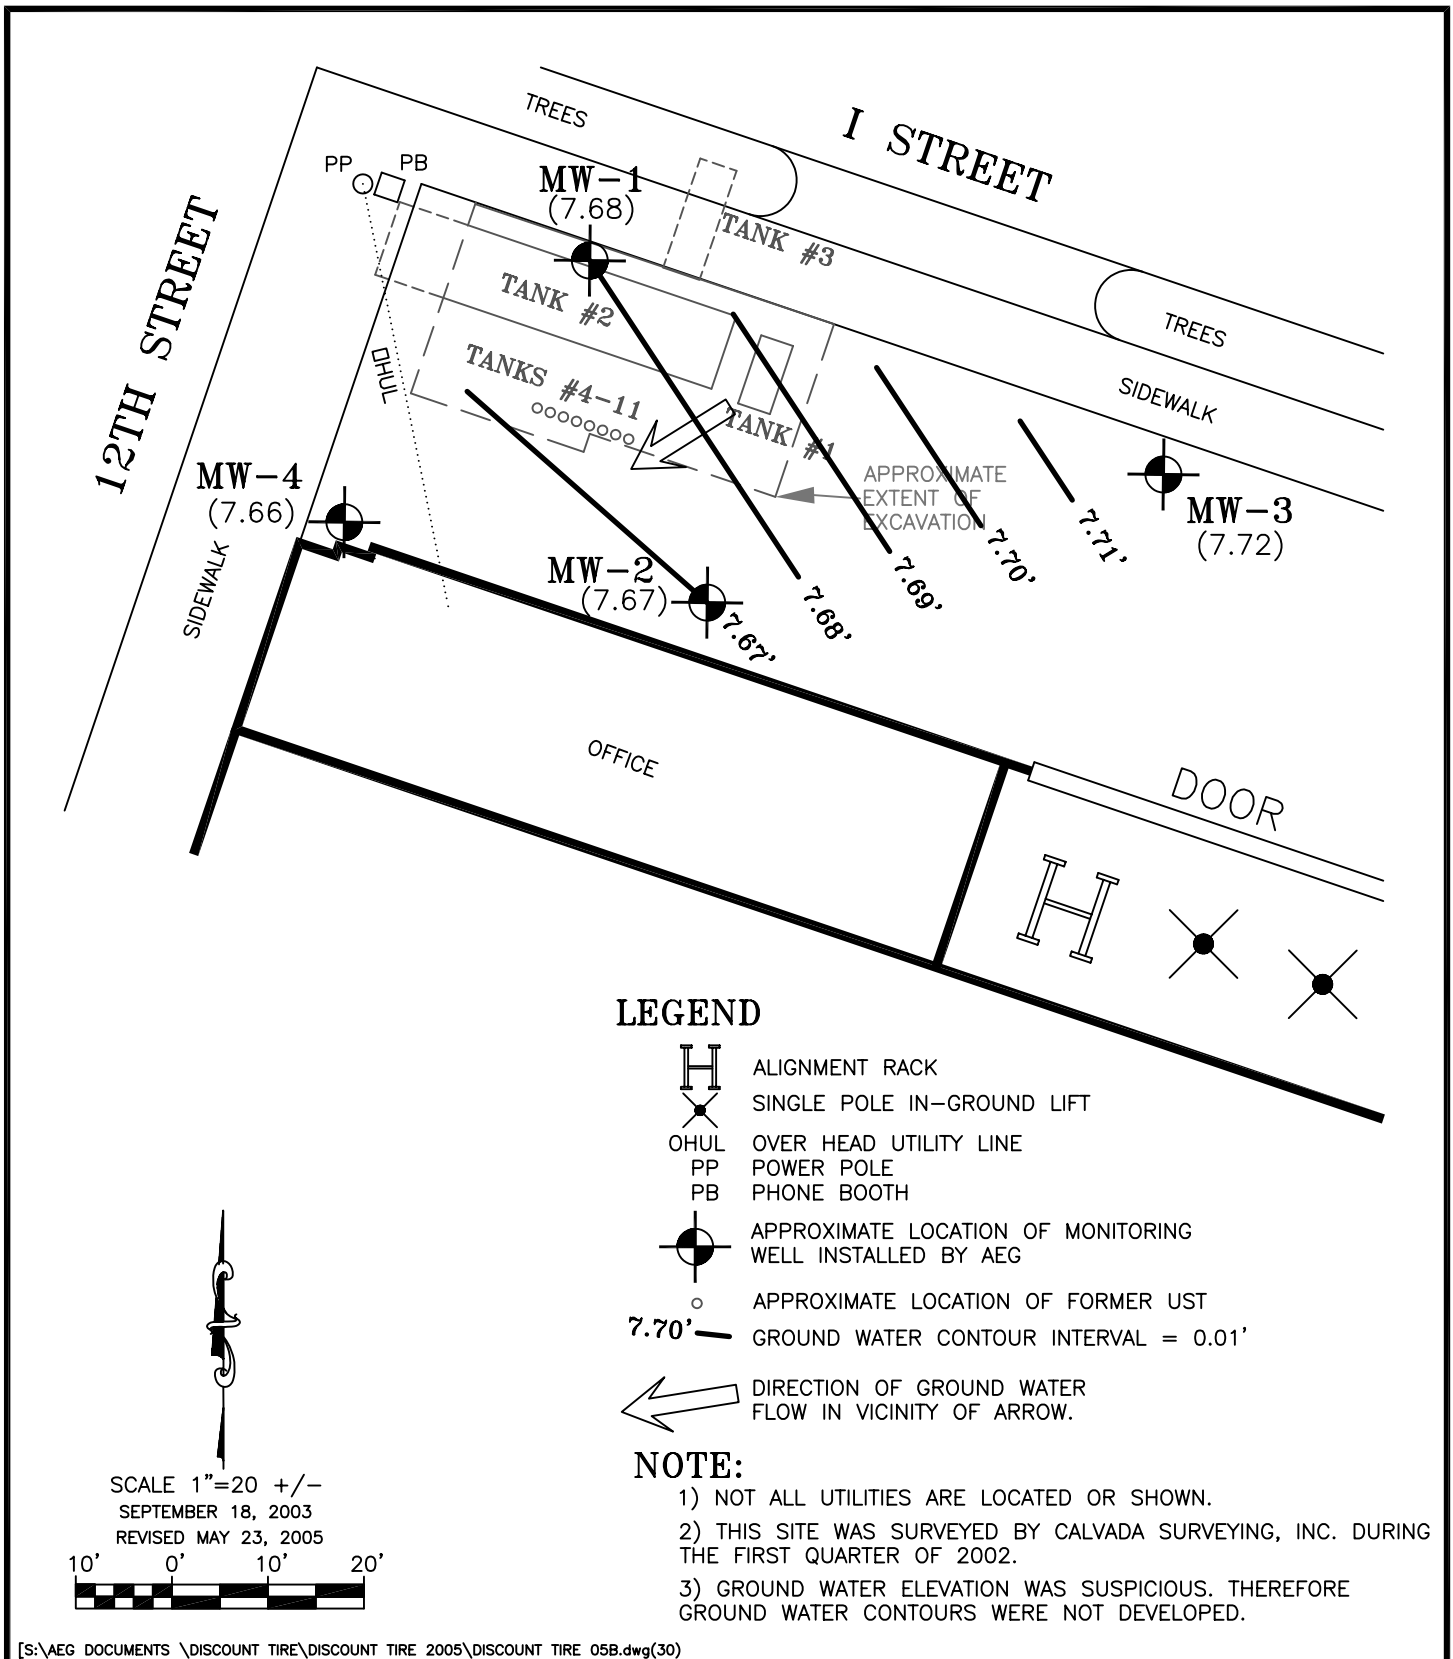 TREES
I STREET
PP
PB
MW-1
(7.68)
12TH STREET
TANK #3
TANK #2
TREES
OHUL
TANKS #4-11
SIDEWALK
TANK #1
MW-4
(7.66)
APPROXIMATE
EXTENT OF
EXCAVATION
MW-3
(7.72)
7.71'
7.70'
7.69'
7.68'
7.67'
MW-2
(7.67)
SIDEWALK
OFFICE
DOOR
LEGEND
ALIGNMENT RACK
SINGLE POLE IN-GROUND LIFT
OHUL OVER HEAD UTILITY LINE
PP POWER POLE
PB PHONE BOOTH
APPROXIMATE LOCATION OF MONITORING
WELL INSTALLED BY AEG
APPROXIMATE LOCATION OF FORMER UST
7.70' GROUND WATER CONTOUR INTERVAL = 0.01'
DIRECTION OF GROUND WATER
FLOW IN VICINITY OF ARROW.
NOTE:
1) NOT ALL UTILITIES ARE LOCATED OR SHOWN.
2) THIS SITE WAS SURVEYED BY CALVADA SURVEYING, INC. DURING
THE FIRST QUARTER OF 2002.
3) GROUND WATER ELEVATION WAS SUSPICIOUS. THEREFORE
GROUND WATER CONTOURS WERE NOT DEVELOPED.
SCALE 1"=20 +/-
SEPTEMBER 18, 2003
REVISED MAY 23, 2005
10' 0' 10' 20'
[S:\AEG DOCUMENTS \DISCOUNT TIRE\DISCOUNT TIRE 2005\DISCOUNT TIRE 05B.dwg(30)